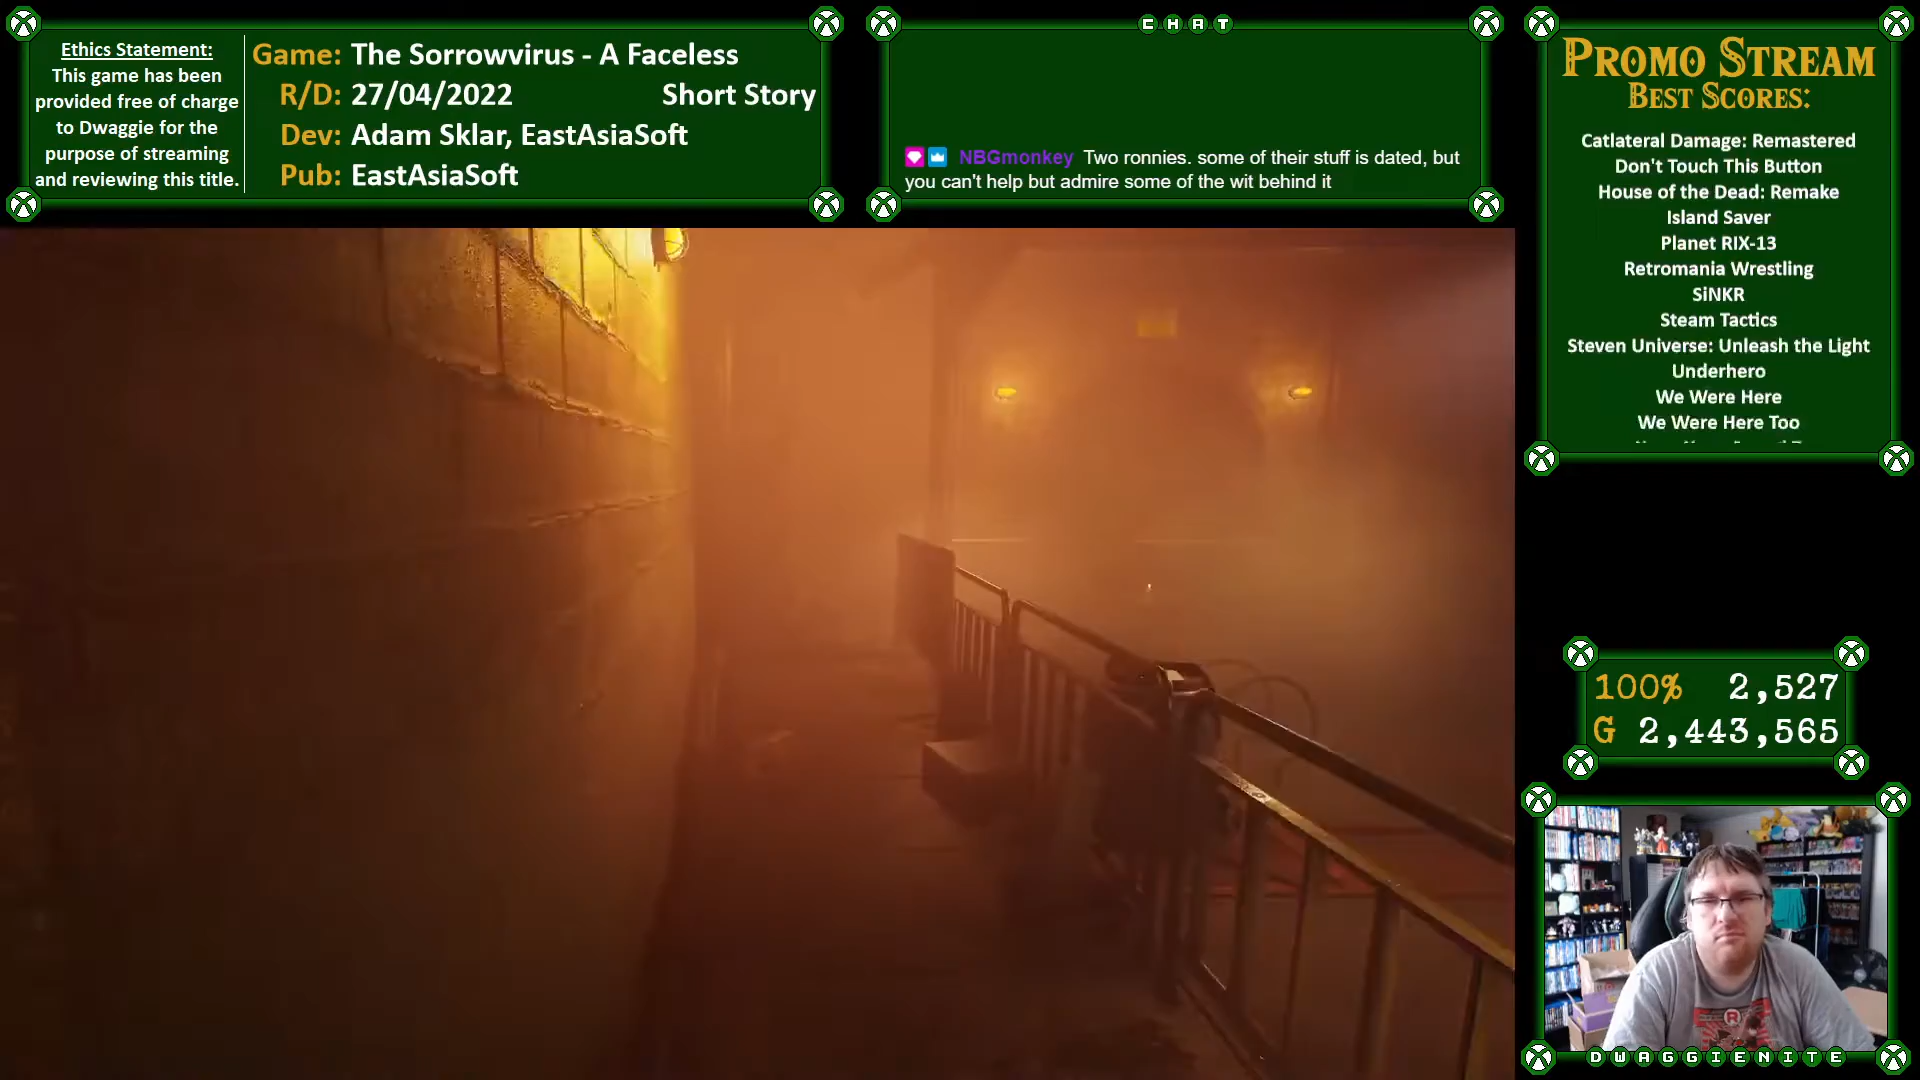 Ethics Statement:
This game has been
provided free of charge
to Dwaggie for the
purpose of streaming
and reviewing this title.
Game: The Sorrowvirus - A Faceless
R/D: 27/04/2022 Short Story
Dev: Adam Sklar, EastAsiaSoft
Pub: EastAsiaSoft
CHAT
NBGmonkey Two ronnies. some of their stuff is dated, but
you can't help but admire some of the wit behind it
Promo Stream
Best Scores:
Catlateral Damage: Remastered
Don't Touch This Button
House of the Dead: Remake
Island Saver
Planet RIX-13
Retromania Wrestling
SiNKR
Steam Tactics
Steven Universe: Unleash the Light
Underhero
We Were Here
We Were Here Too
100% 2,527
G 2,443,565
DWAGGIENITE